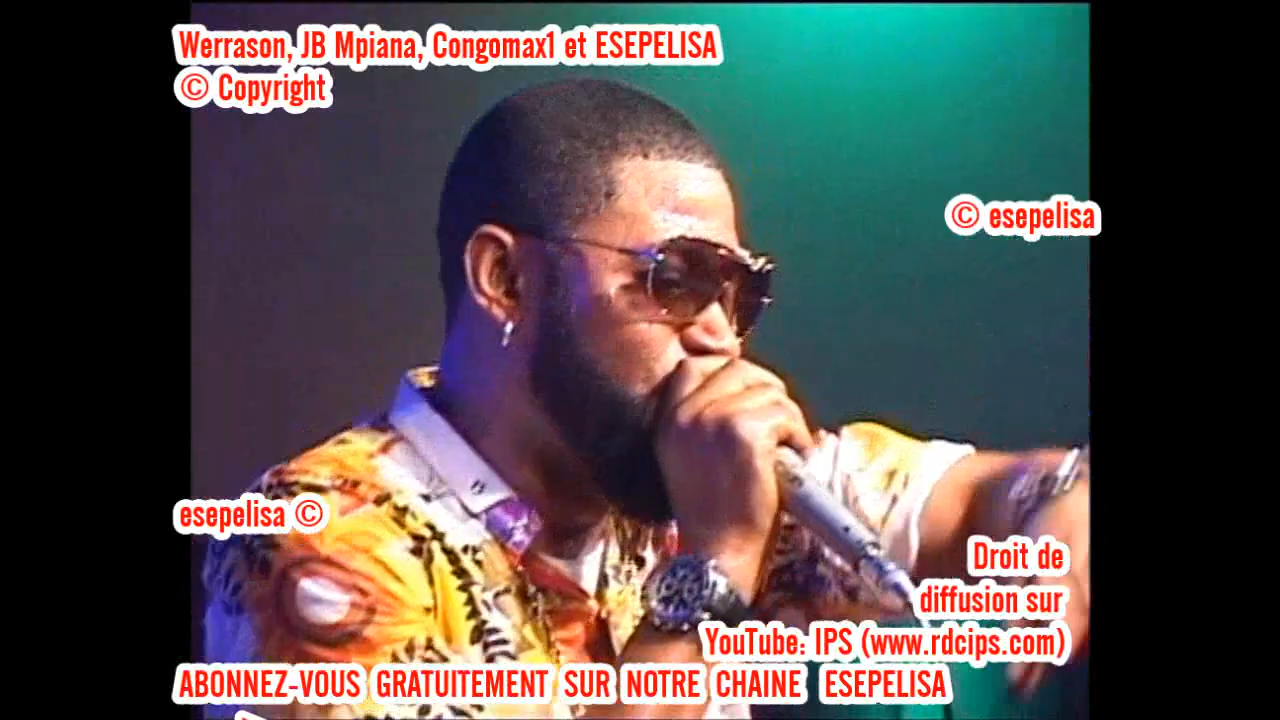 Werrason, JB Mpiana, Congomax1 et ESEPELISA
© Copyright
© esepelisa
esepelisa ©
Droit de
diffusion sur
YouTube: IPS (www.rdcips.com)
ABONNEZ-VOUS GRATUITEMENT SUR NOTRE CHAINE ESEPELISA